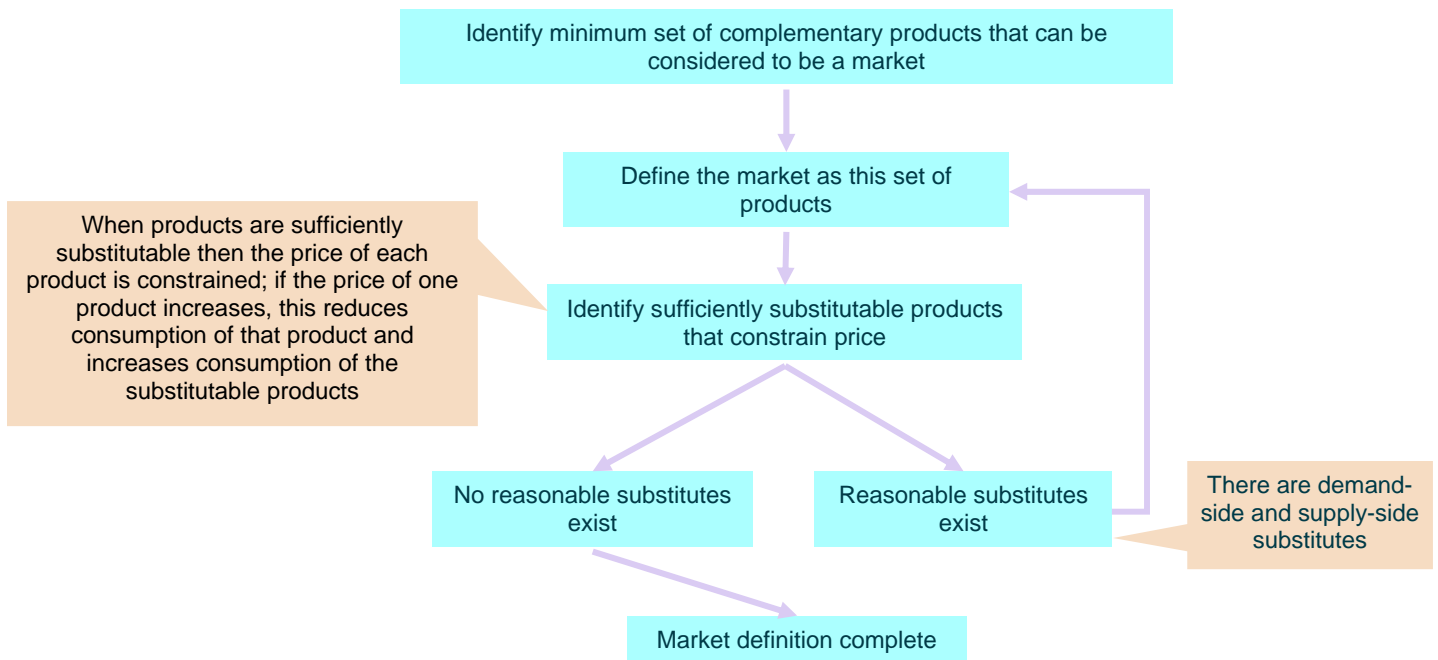 Identify minimum set of complementary products that can be
considered to be a market
Define the market as this set of
products
When products are sufficiently
substitutable then the price of each
product is constrained; if the price of one
product increases, this reduces
consumption of that product and
increases consumption of the
substitutable products
Identify sufficiently substitutable products
that constrain price
No reasonable substitutes
exist
Reasonable substitutes
exist
There are demand-
side and supply-side
substitutes
Market definition complete